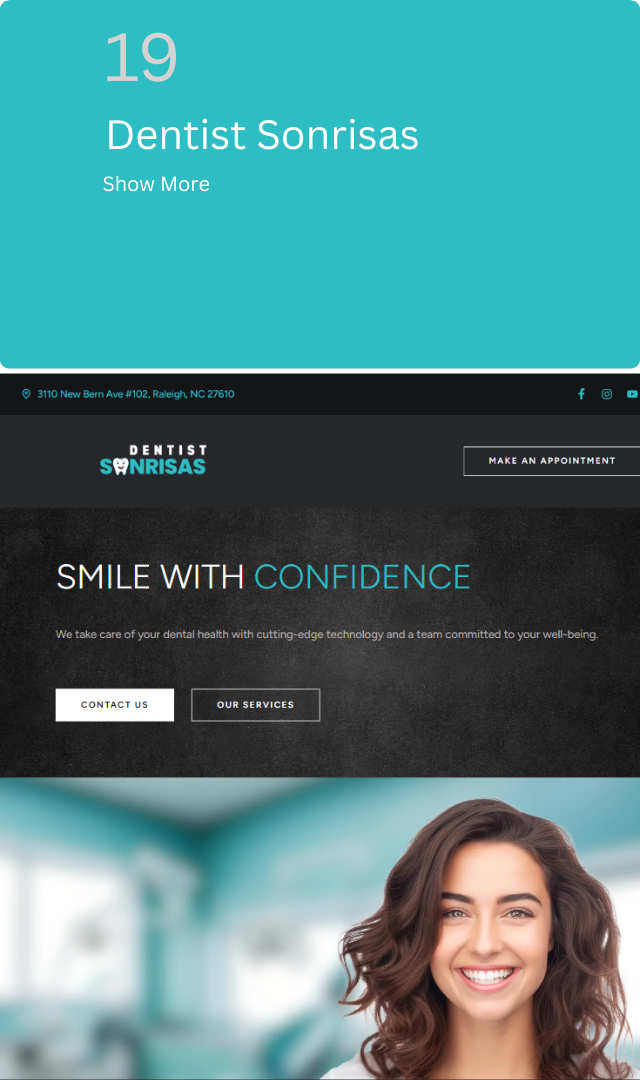 19
Dentist Sonrisas
Show More
3110 New Bern Ave #102, Raleigh, NC 27610
DENTIST
SONRISAS
MAKE AN APPOINTMENT
SMILE WITH CONFIDENCE
We take care of your dental health with cutting-edge technology and a team committed to your well-being.
CONTACT US
OUR SERVICES